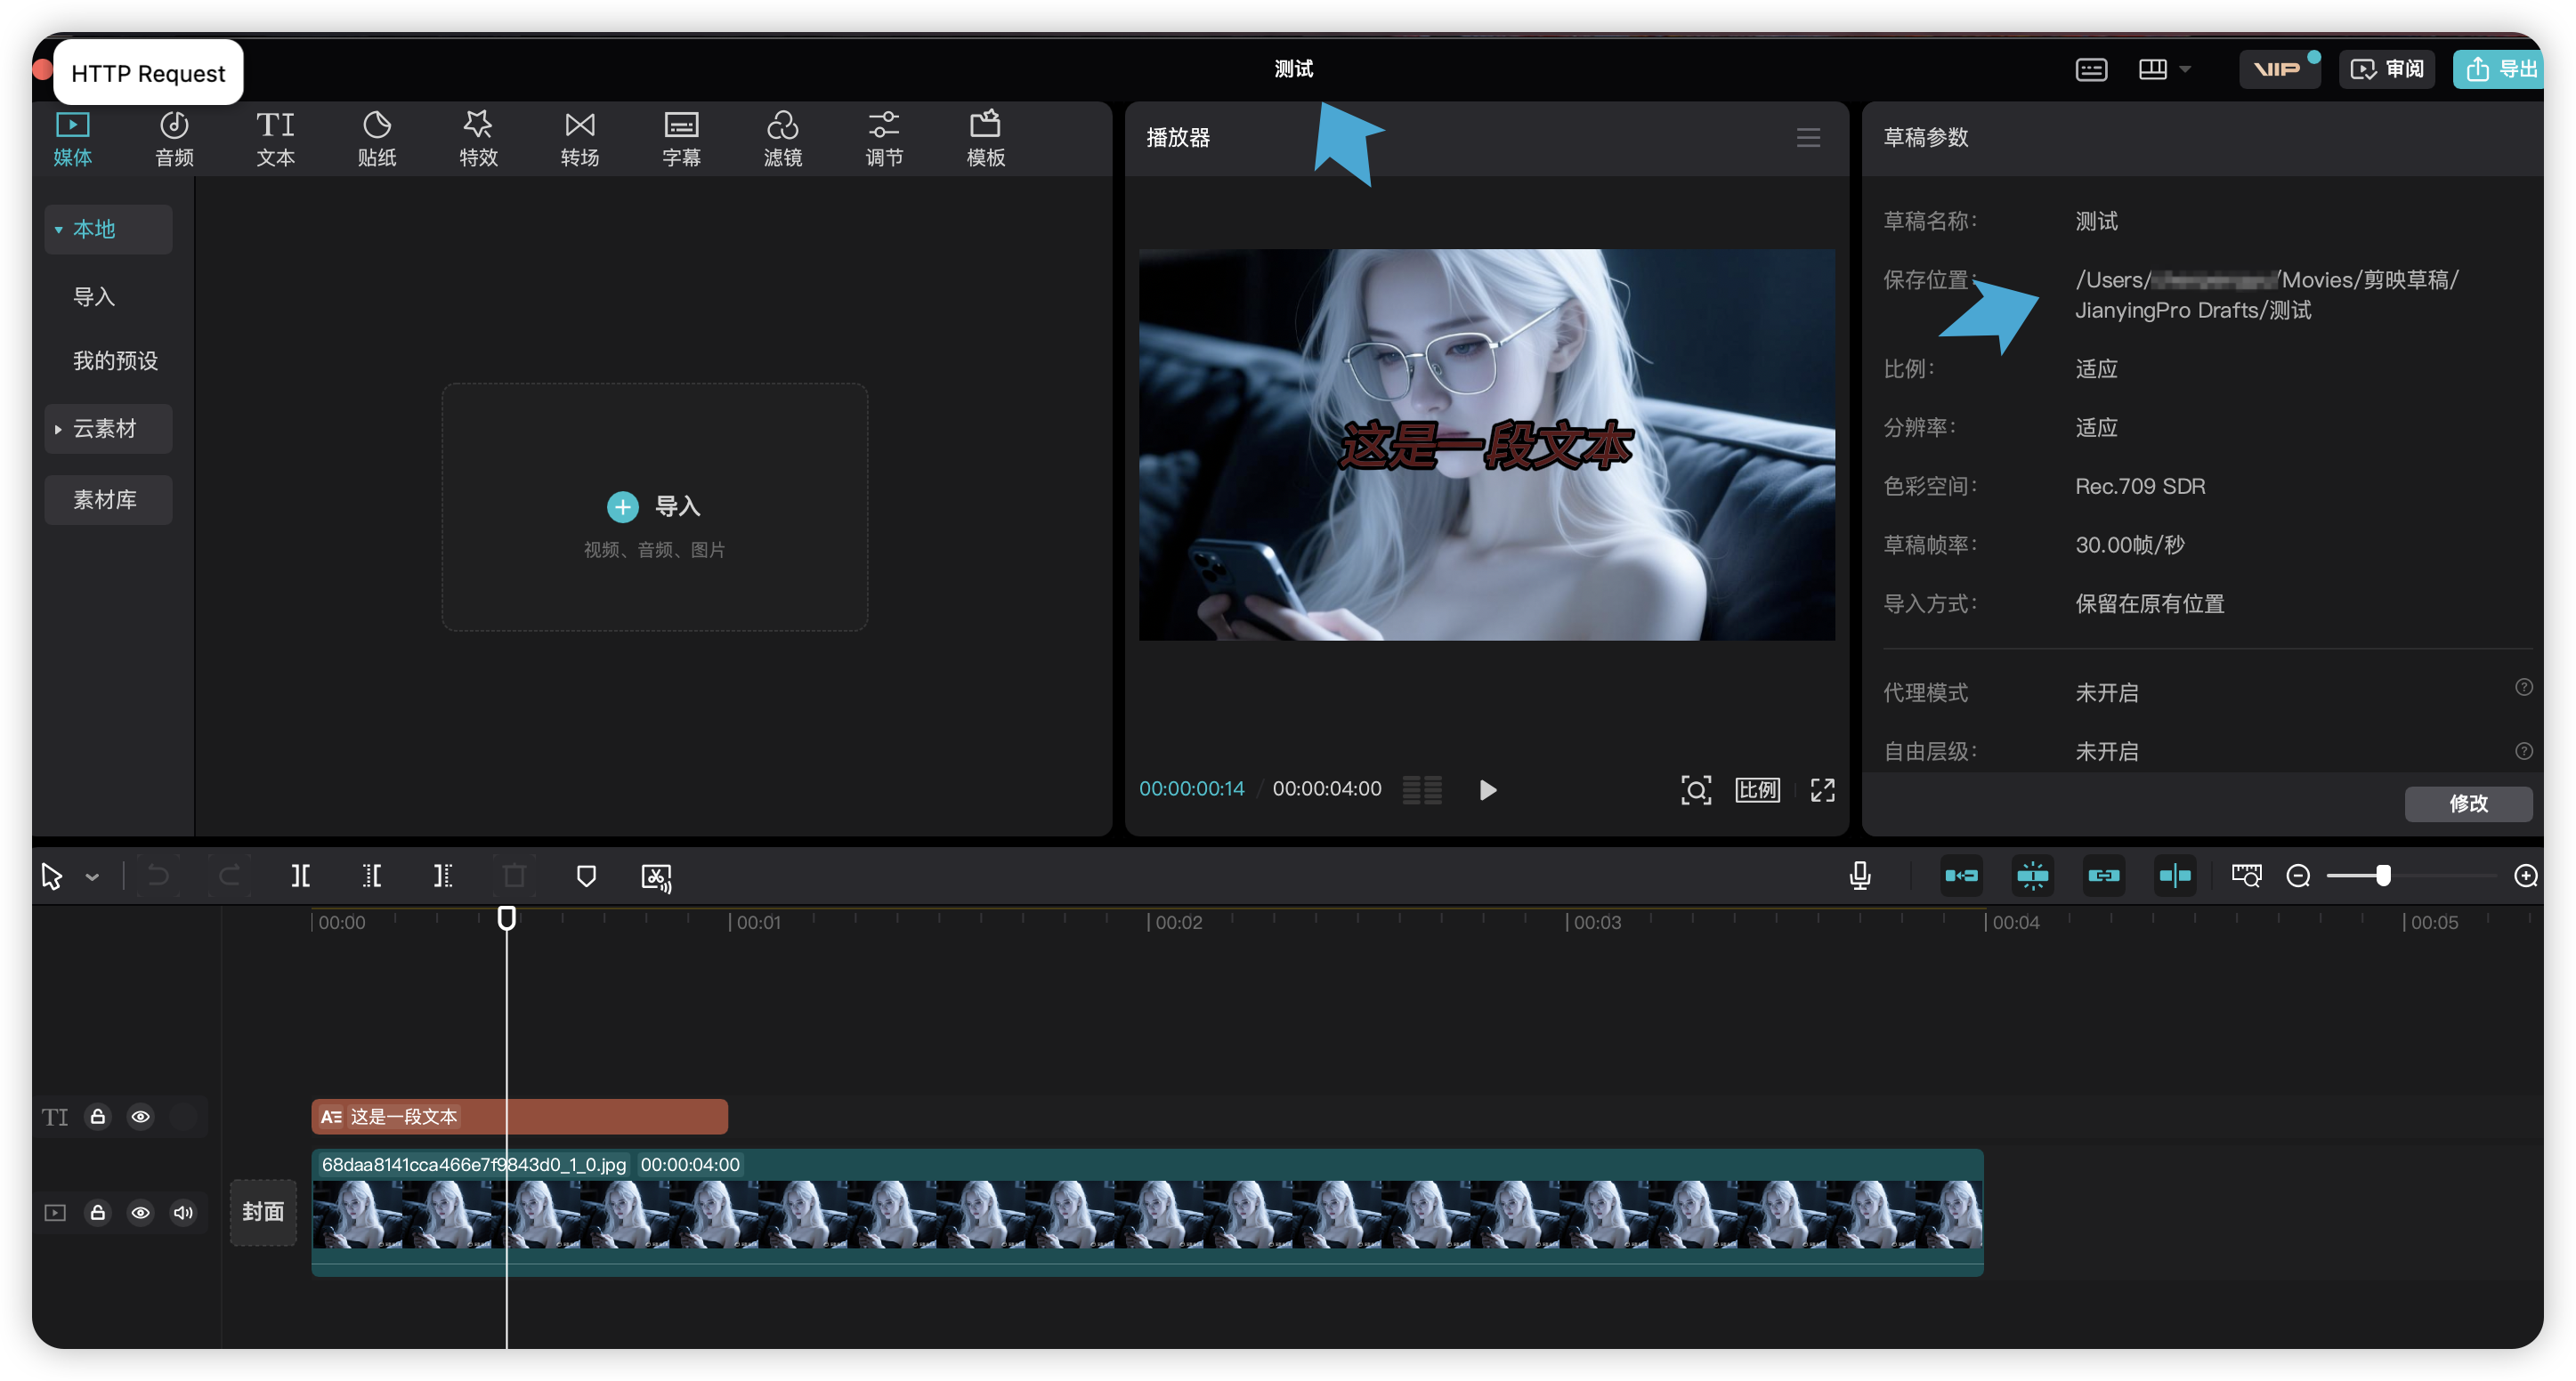 HTTP Request
测试
VIP
审阅
导出
媒体
音频
TI
文本
贴纸
特效
转场
字幕
滤镜
调节
模板
本地
导入
我的预设
云素材
素材库
导入
视频、音频、图片
播放器
这是一段文本
00:00:00:14 / 00:00:04:00
比例
草稿参数
草稿名称：
测试
保存位置：
/Users/ /Movies/剪映草稿/
JianyingPro Drafts/测试
比例：
适应
分辨率：
适应
色彩空间：
Rec.709 SDR
草稿帧率：
30.00帧/秒
导入方式：
保留在原有位置
代理模式
未开启
自由层级：
未开启
修改
00:00
00:01
00:02
00:03
00:04
00:05
TI
这是一段文本
68daa8141cca466e7f9843d0_1_0.jpg 00:00:04:00
封面